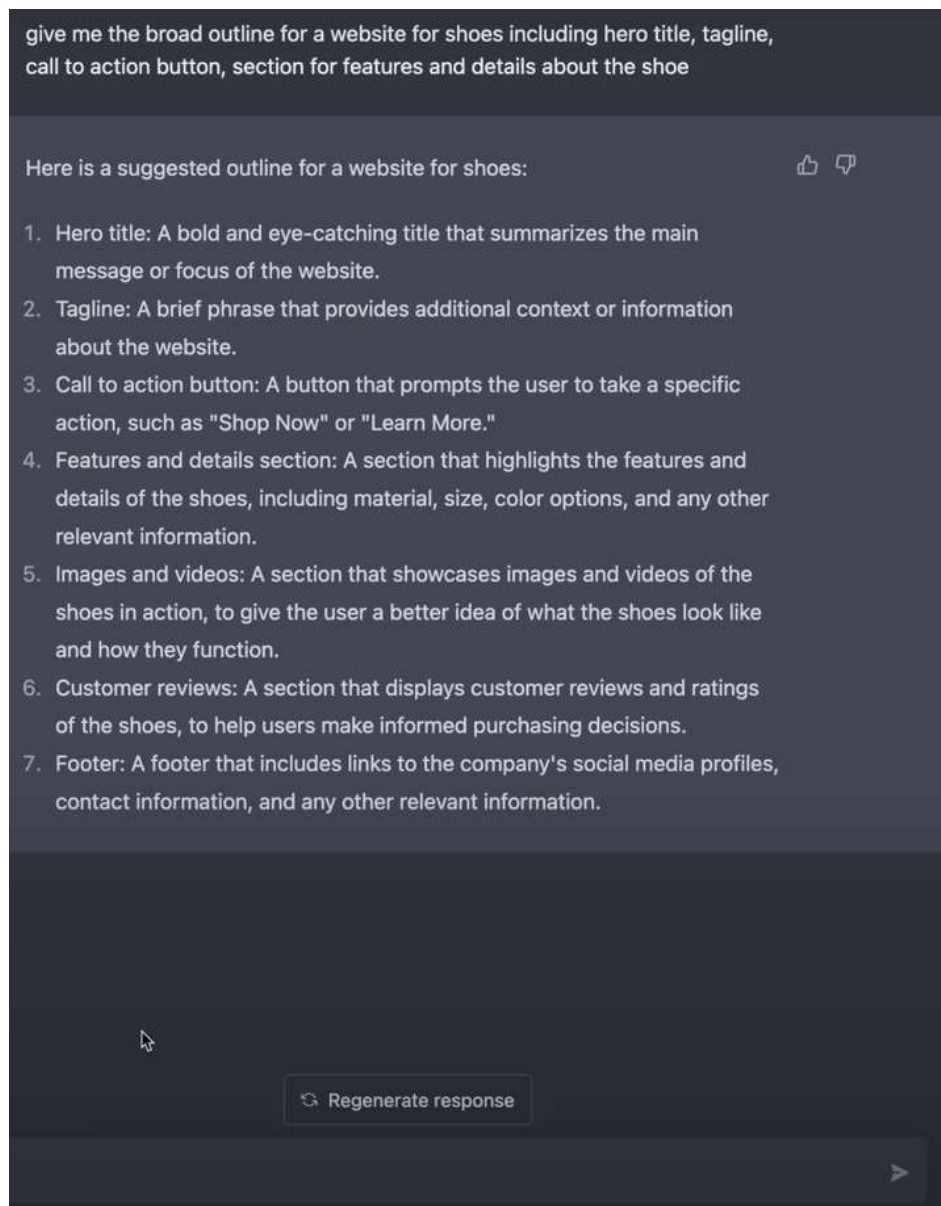 give me the broad outline for a website for shoes including hero title, tagline,
call to action button, section for features and details about the shoe
Here is a suggested outline for a website for shoes:
1. Hero title: A bold and eye-catching title that summarizes the main
message or focus of the website.
2. Tagline: A brief phrase that provides additional context or information
about the website.
3. Call to action button: A button that prompts the user to take a specific
action, such as "Shop Now" or "Learn More."
4. Features and details section: A section that highlights the features and
details of the shoes, including material, size, color options, and any other
relevant information.
5. Images and videos: A section that showcases images and videos of the
shoes in action, to give the user a better idea of what the shoes look like
and how they function.
6. Customer reviews: A section that displays customer reviews and ratings
of the shoes, to help users make informed purchasing decisions.
7. Footer: A footer that includes links to the company's social media profiles,
contact information, and any other relevant information.
Regenerate response